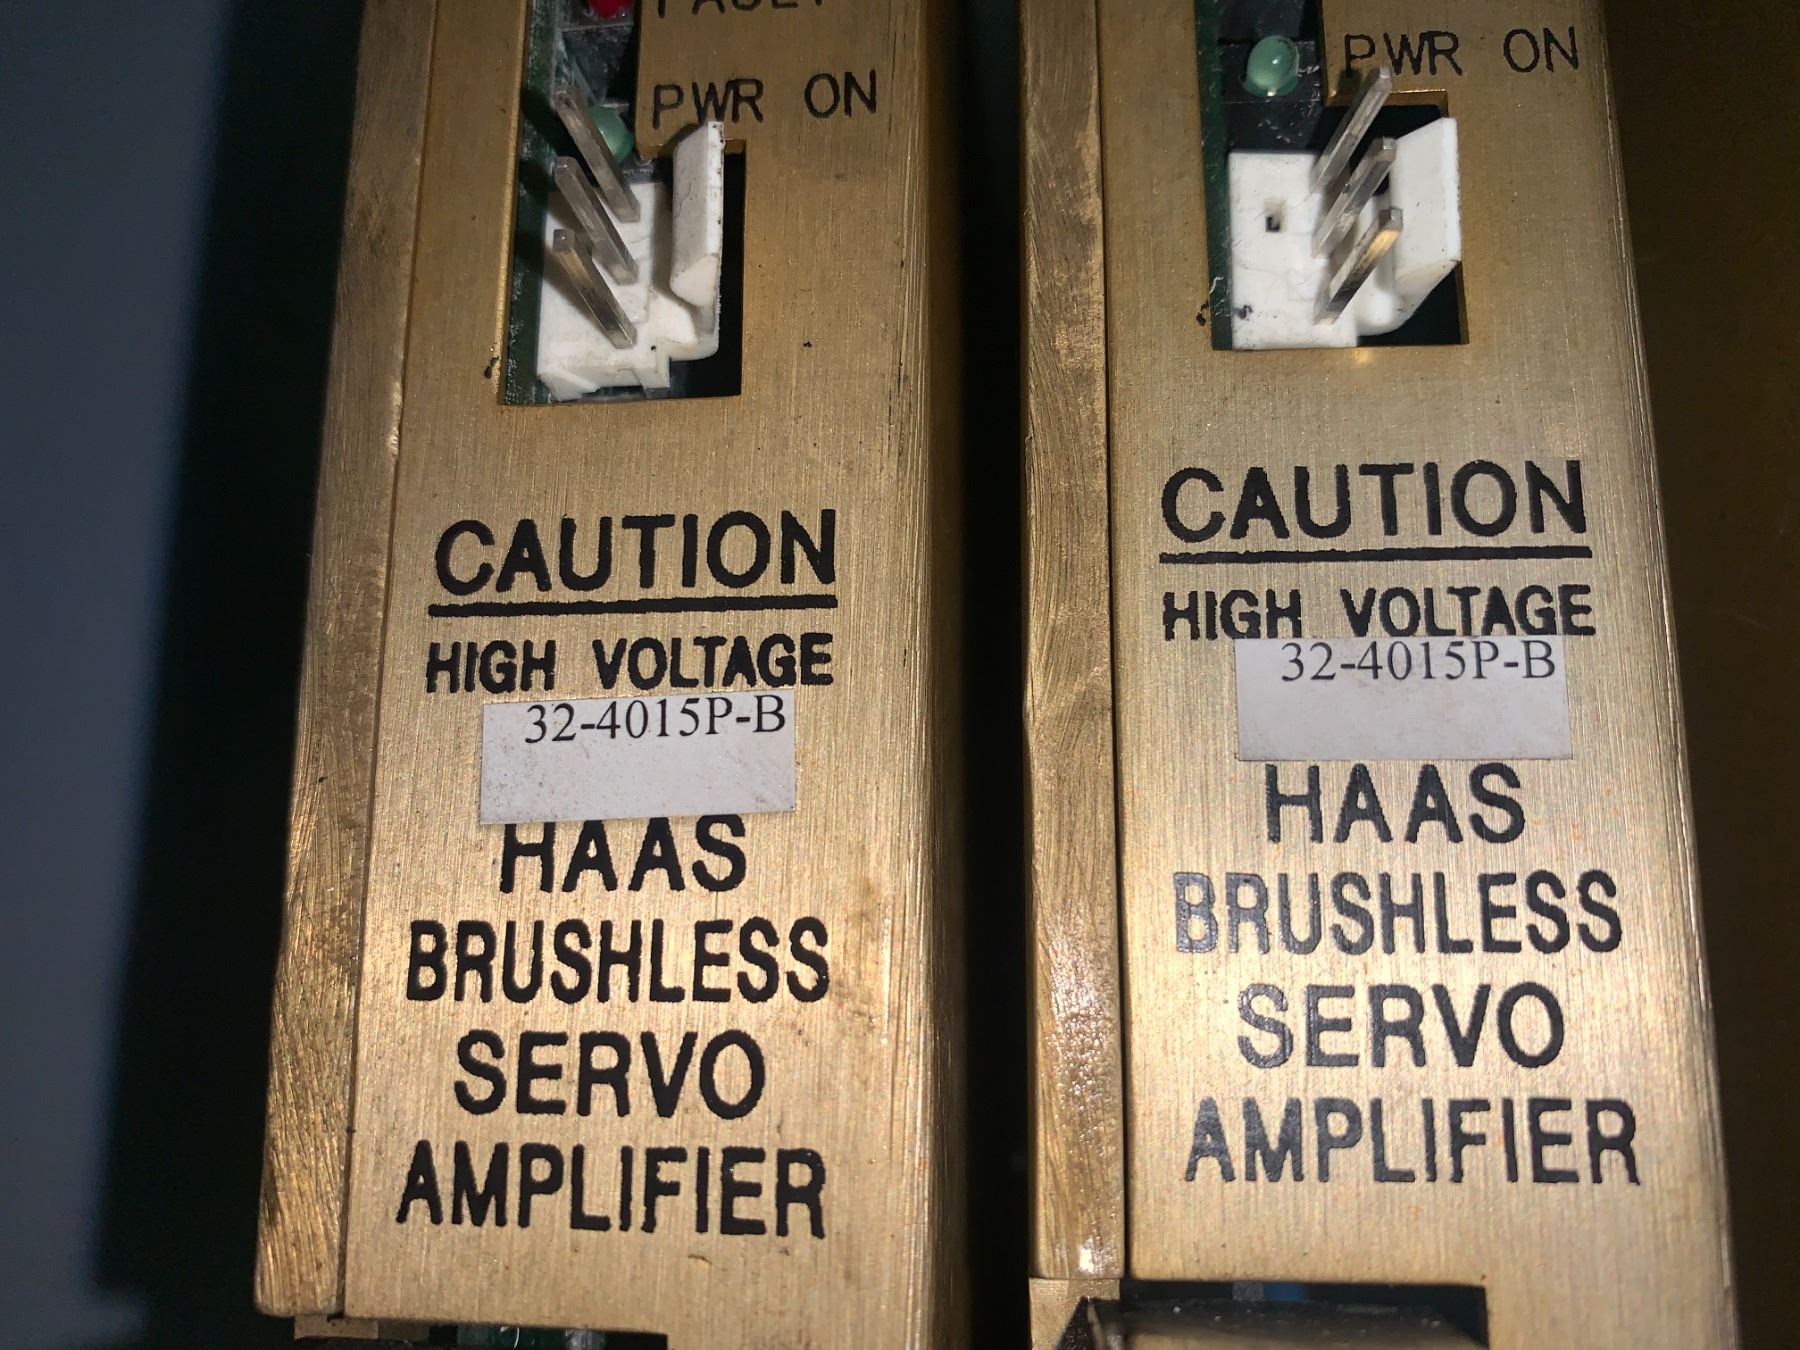 FAULT
PWR ON
CAUTION
HIGH VOLTAGE
32-4015P-B
HAAS
BRUSHLESS
SERVO
AMPLIFIER
PWR ON
CAUTION
HIGH VOLTAGE
32-4015P-B
HAAS
BRUSHLESS
SERVO
AMPLIFIER